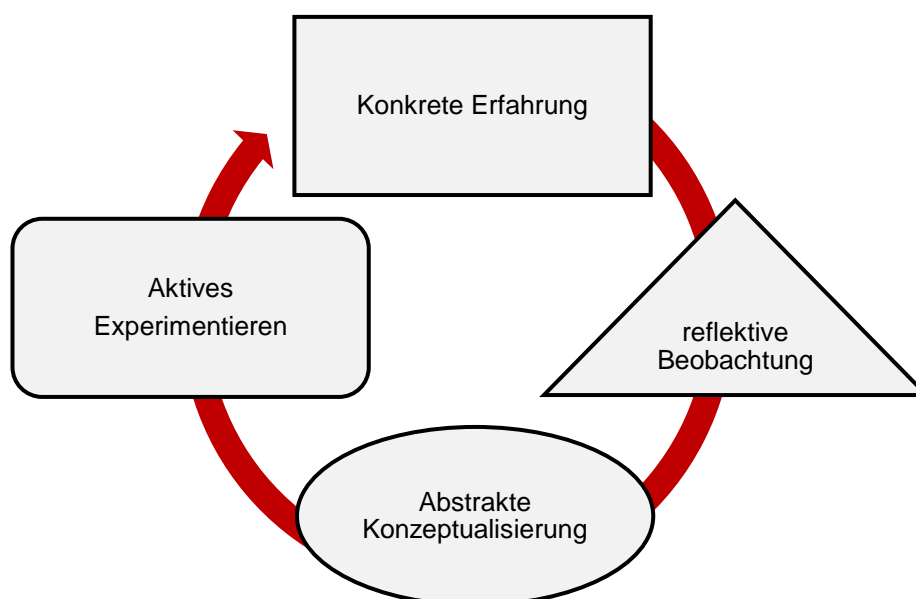 Konkrete Erfahrung
reflektive
Beobachtung
Abstrakte
Konzeptualisierung
Aktives
Experimentieren